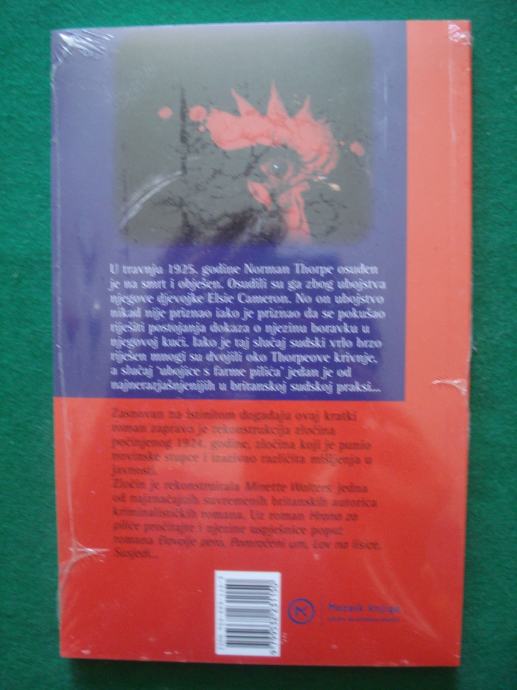 U travnju 1925. godine Norman Thorpe osuđen
je na smrt i obješen. Osudili su ga zbog ubojstva
njegove djevojke Elsie Cameron. No on ubojstvo
nikad nije priznao iako je priznao da se pokušao
riješiti postojanja dokaza o njezinu boravku u
njegovoj kući. Iako je taj slučaj sudski vrlo brzo
riješen mnogi su dvojili oko Thorpeove krivnje,
a slučaj 'ubojice s farme pilića' jedan je od
najnerazjašnjenijih u britanskoj sudskoj praksi...
Zasnovan na istinitom događaju ovaj kratki
roman zapravo je rekonstrukcija zločina
počinjenog 1924. godine, zločina koji je punio
novinske stupce i izazivao različita mišljenja u
javnosti.
Zločin je rekonstruirala Minette Walters, jedna
od najznačajnih suvremenih britanskih autorica
kriminalističkih romana. Uz roman Hrana za
piliće pročitajte i njezine uspješnice poput
romana Đavolje pero, Pomračeni um, Lov na lisice,
Susjedi...
Mozaik knjiga